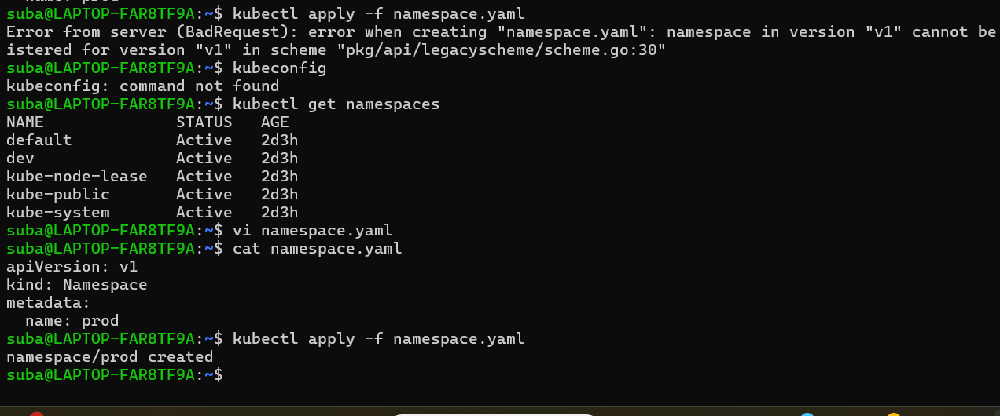 name: prod
suba@LAPTOP-FAR8TF9A:~$ kubectl apply -f namespace.yaml
Error from server (BadRequest): error when creating "namespace.yaml": namespace in version "v1" cannot be
istered for version "v1" in scheme "pkg/api/legacyscheme/scheme.go:30"
suba@LAPTOP-FAR8TF9A:~$ kubeconfig
kubeconfig: command not found
suba@LAPTOP-FAR8TF9A:~$ kubectl get namespaces
NAME STATUS AGE
default Active 2d3h
dev Active 2d3h
kube-node-lease Active 2d3h
kube-public Active 2d3h
kube-system Active 2d3h
suba@LAPTOP-FAR8TF9A:~$ vi namespace.yaml
suba@LAPTOP-FAR8TF9A:~$ cat namespace.yaml
apiVersion: v1
kind: Namespace
metadata:
  name: prod
suba@LAPTOP-FAR8TF9A:~$ kubectl apply -f namespace.yaml
namespace/prod created
suba@LAPTOP-FAR8TF9A:~$